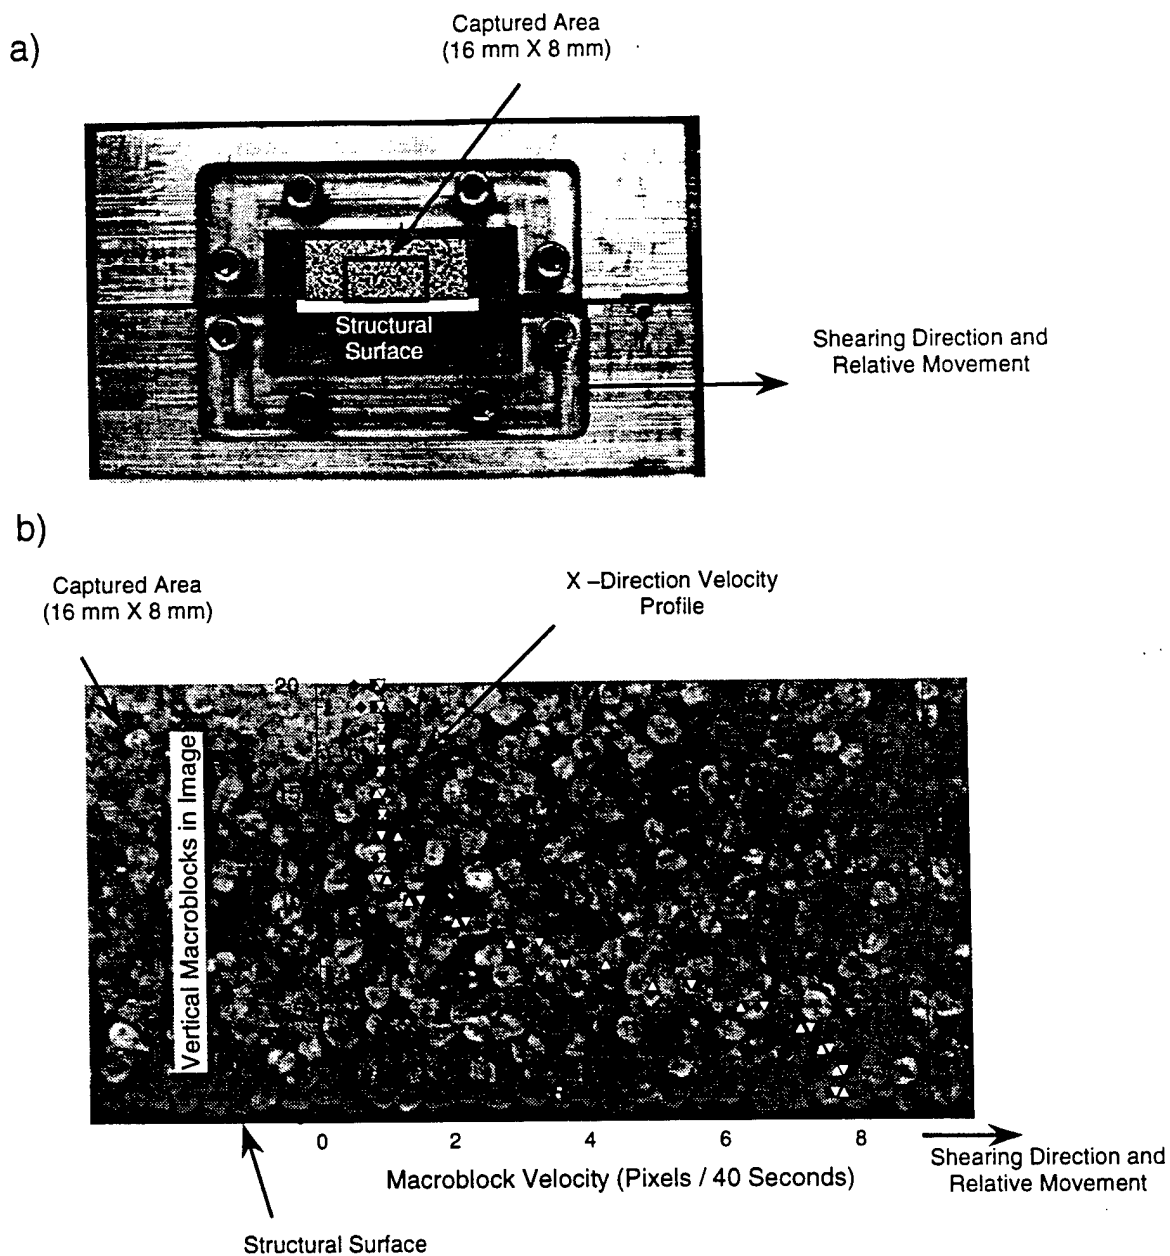 a)
Captured Area
(16 mm X 8 mm)
Structural
Surface
Shearing Direction and
Relative Movement
b)
Captured Area
(16 mm X 8 mm)
X –Direction Velocity
Profile
20
Vertical Macroblocks in Image
0 2 4 6 8
Macroblock Velocity (Pixels / 40 Seconds)
Shearing Direction and
Relative Movement
Structural Surface